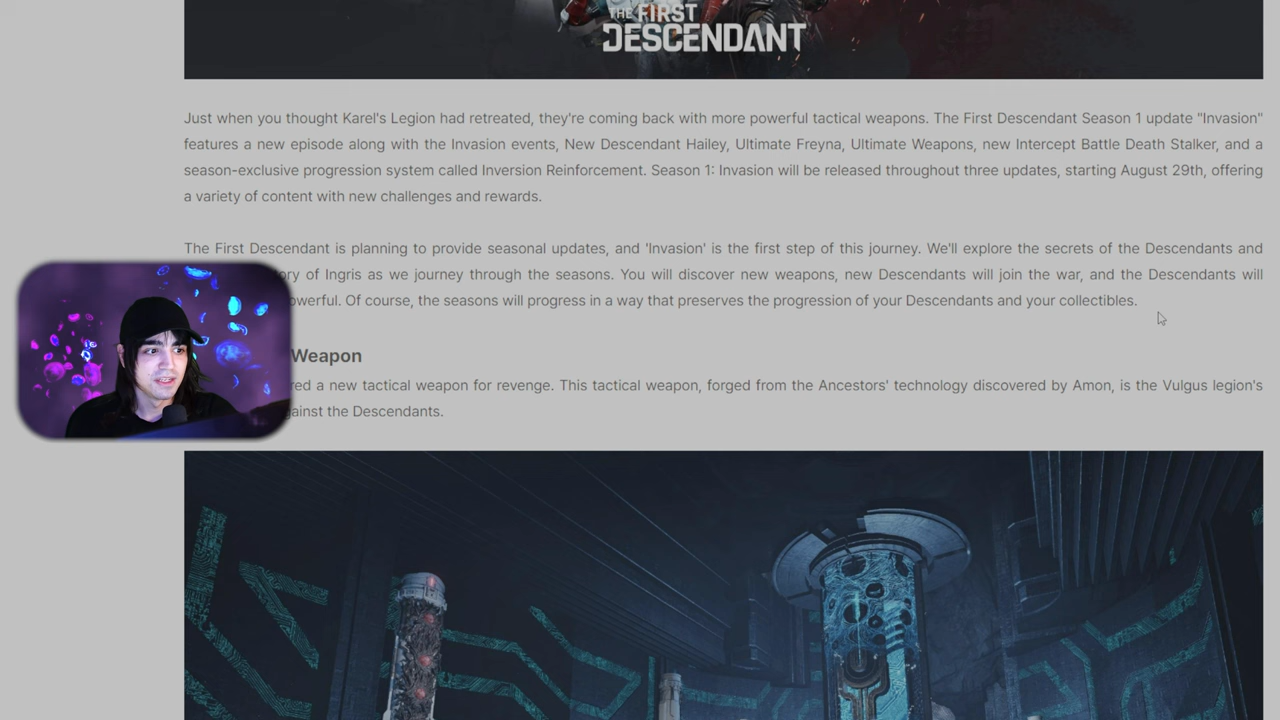 THE FIRST
DESCENDANT
Just when you thought Karel's Legion had retreated, they're coming back with more powerful tactical weapons. The First Descendant Season 1 update "Invasion"
features a new episode along with the Invasion events, New Descendant Hailey, Ultimate Freyna, Ultimate Weapons, new Intercept Battle Death Stalker, and a
season-exclusive progression system called Inversion Reinforcement. Season 1: Invasion will be released throughout three updates, starting August 29th, offering
a variety of content with new challenges and rewards.
The First Descendant is planning to provide seasonal updates, and 'Invasion' is the first step of this journey. We'll explore the secrets of the Descendants and
of Ingris as we journey through the seasons. You will discover new weapons, new Descendants will join the war, and the Descendants will
Of course, the seasons will progress in a way that preserves the progression of your Descendants and your collectibles.
Weapon
a new tactical weapon for revenge. This tactical weapon, forged from the Ancestors' technology discovered by Amon, is the Vulgus legion's
the Descendants.